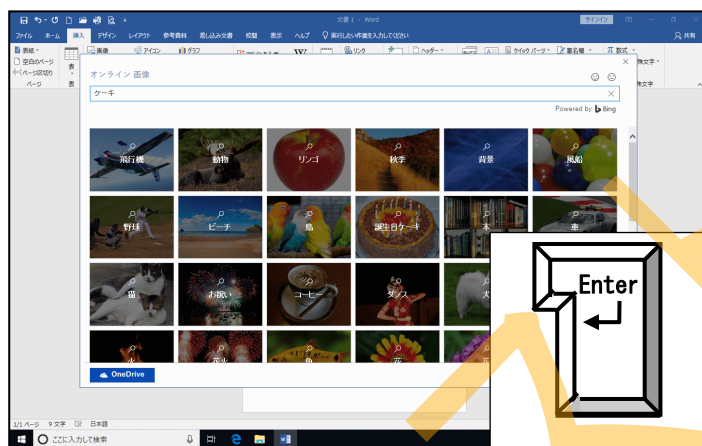 文書 1 - Word
サインイン
ファイル ホーム 挿入 デザイン レイアウト 参考資料 差し込み文書 校閲 表示 ヘルプ 実行したい作業を入力してください 共有
表紙 画像 アイコン グラフ リンク ヘッダー クイック パーツ 署名欄 数式
空白のページ
ページ区切り 表
ページ 表
オンライン 画像
ケーキ
Powered by Bing
飛行機 動物 リンゴ 秋季 背景 風船
野球 ビーチ 鳥 誕生日ケーキ 本 車
猫 お祝い コーヒー ダンス 犬
火 花火 魚 花
OneDrive
Enter
1/1 ページ 9 文字 日本語
ここに入力して検索